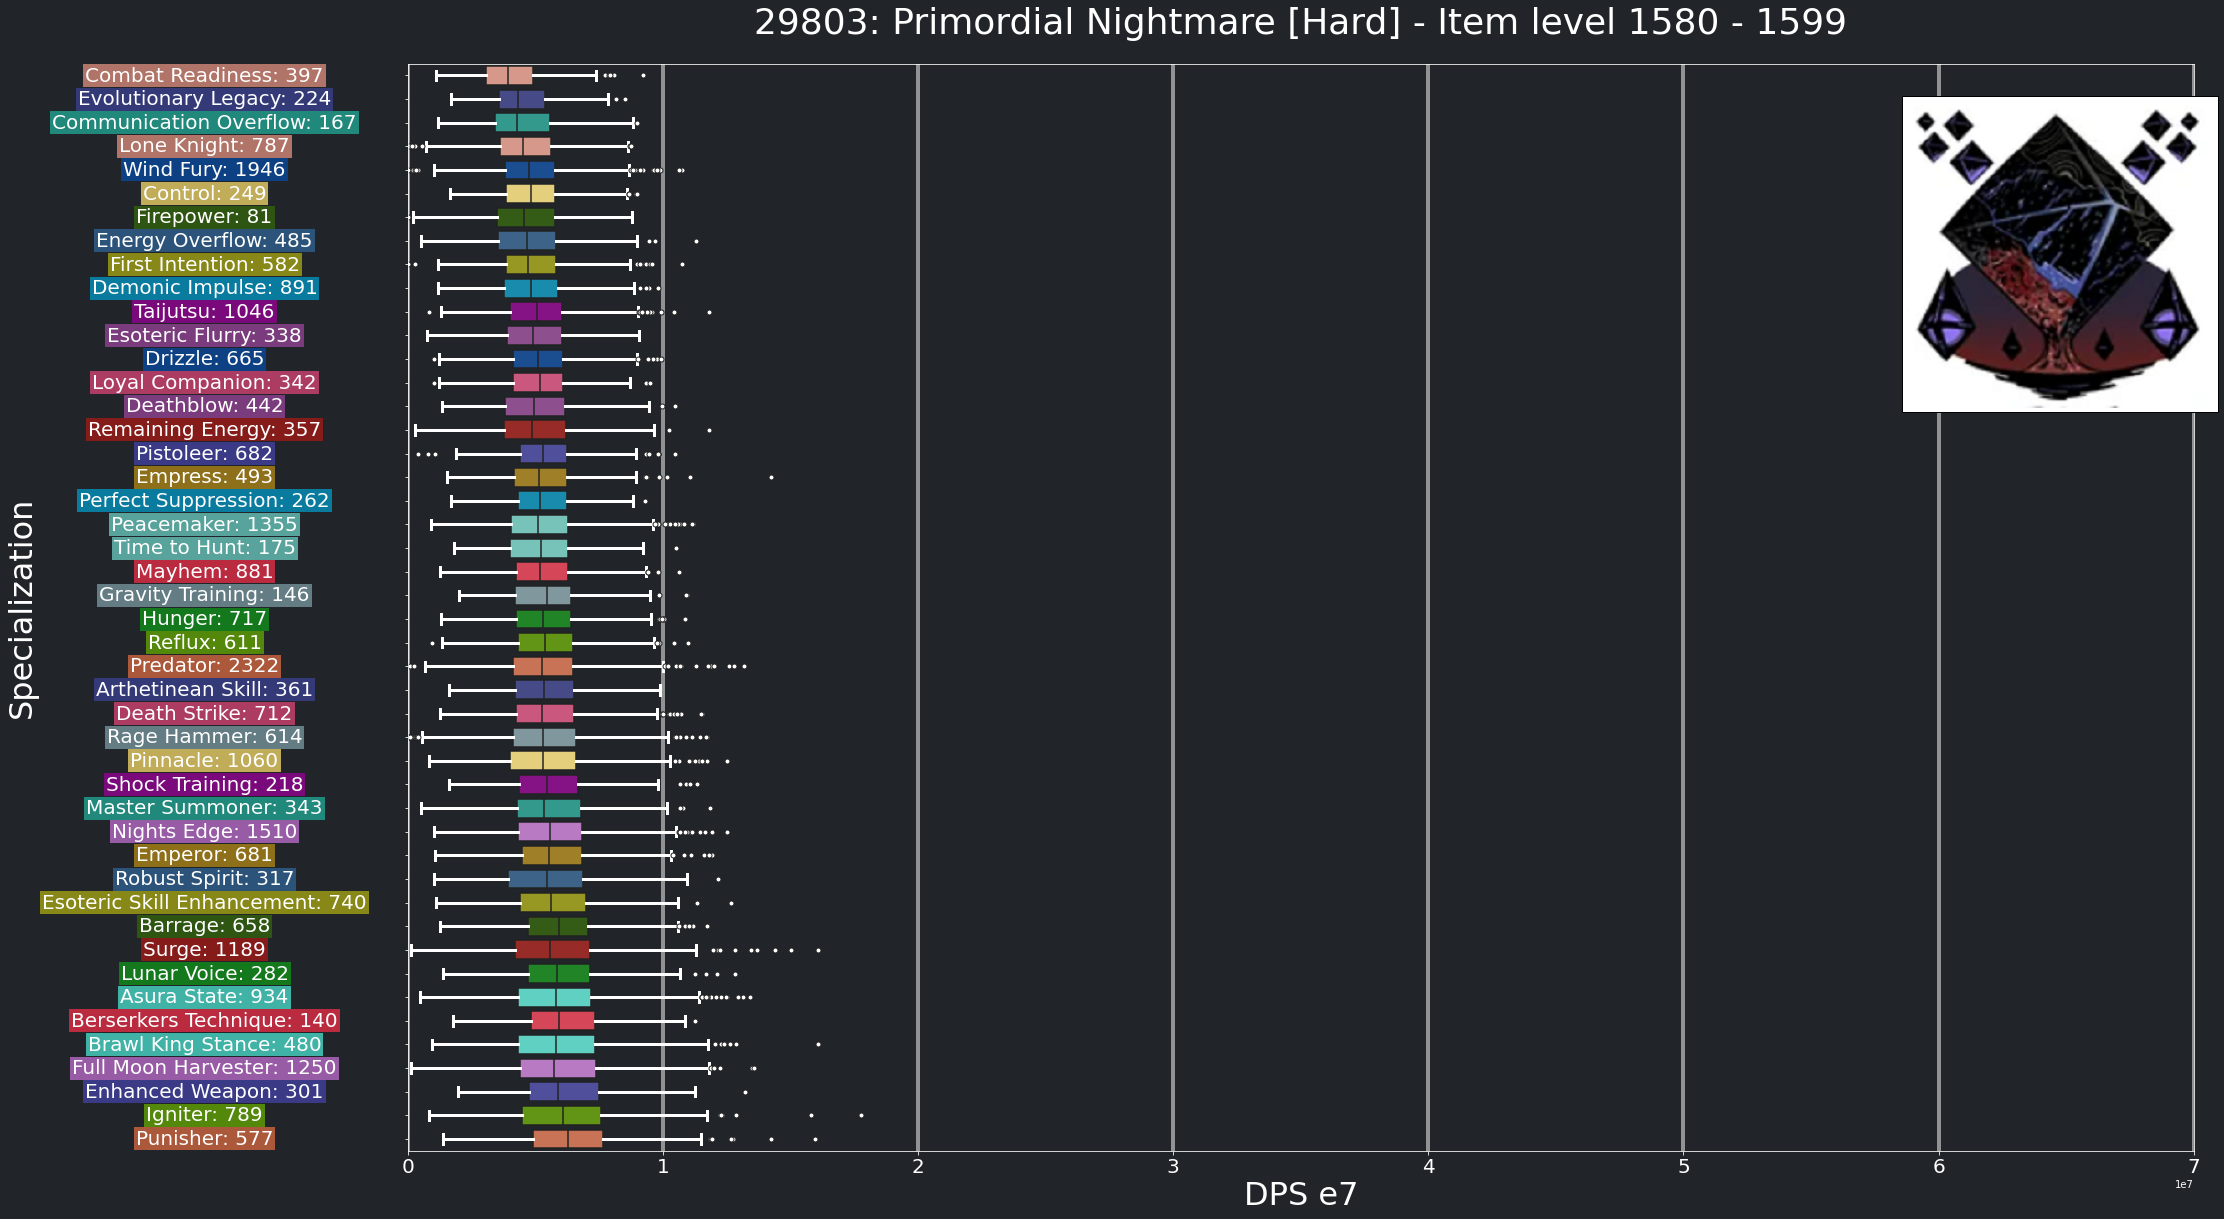 29803: Primordial Nightmare [Hard] - Item level 1580 - 1599
Combat Readiness: 397
Evolutionary Legacy: 224
Communication Overflow: 167
Lone Knight: 787
Wind Fury: 1946
Control: 249
Firepower: 81
Energy Overflow: 485
First Intention: 582
Demonic Impulse: 891
Taijutsu: 1046
Esoteric Flurry: 338
Drizzle: 665
Loyal Companion: 342
Deathblow: 442
Remaining Energy: 357
Pistoleer: 682
Empress: 493
Perfect Suppression: 262
Peacemaker: 1355
Time to Hunt: 175
Mayhem: 881
Gravity Training: 146
Hunger: 717
Reflux: 611
Predator: 2322
Arthetinean Skill: 361
Death Strike: 712
Rage Hammer: 614
Pinnacle: 1060
Shock Training: 218
Master Summoner: 343
Nights Edge: 1510
Emperor: 681
Robust Spirit: 317
Esoteric Skill Enhancement: 740
Barrage: 658
Surge: 1189
Lunar Voice: 282
Asura State: 934
Berserkers Technique: 140
Brawl King Stance: 480
Full Moon Harvester: 1250
Enhanced Weapon: 301
Igniter: 789
Punisher: 577
Specialization
0 1 2 3 4 5 6 7
1e7
DPS e7